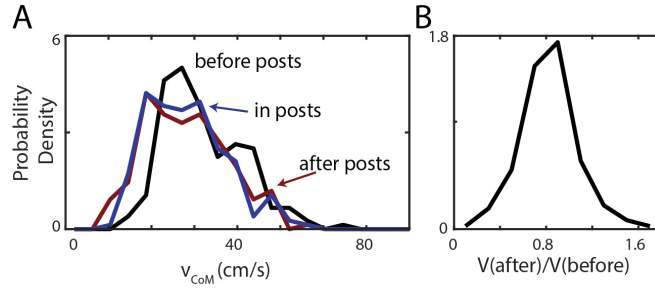 A
6
Probability
Density
0
before posts
in posts
after posts
0
40
80
v_CoM (cm/s)
B
1.8
0
0
0.8
1.6
V(after)/V(before)